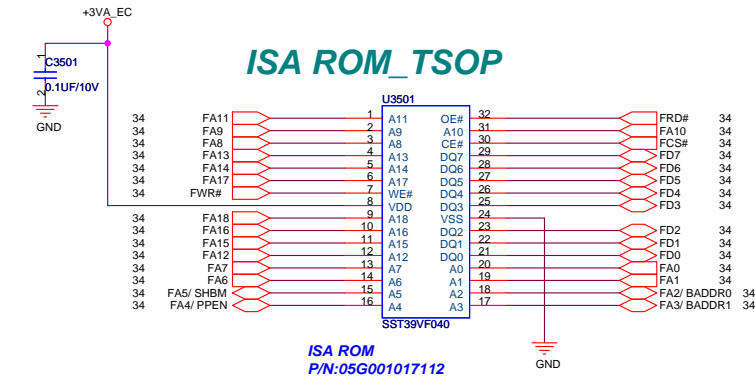 +3VA_EC
ISA ROM_TSOP
1
C3501
0.1UF/10V
2
GND
U3501
34 FA11 1 A11 OE# 32 FRD# 34
34 FA9 2 A9 A10 31 FA10 34
34 FA8 3 A8 CE# 30 FCS# 34
34 FA13 4 A13 DQ7 29 FD7 34
34 FA14 5 A14 DQ6 28 FD6 34
34 FA17 6 A17 DQ5 27 FD5 34
34 FWR# 7 WE# DQ4 26 FD4 34
8 VDD DQ3 25 FD3 34
34 FA18 9 A18 VSS 24
34 FA16 10 A16 DQ2 23 FD2 34
34 FA15 11 A15 DQ1 22 FD1 34
34 FA12 12 A12 DQ0 21 FD0 34
34 FA7 13 A7 A0 20 FA0 34
34 FA6 14 A6 A1 19 FA1 34
34 FA5/ SHBM 15 A5 A2 18 FA2/ BADDR0 34
34 FA4/ PPEN 16 A4 A3 17 FA3/ BADDR1 34
SST39VF040
ISA ROM
P/N:05G001017112
GND